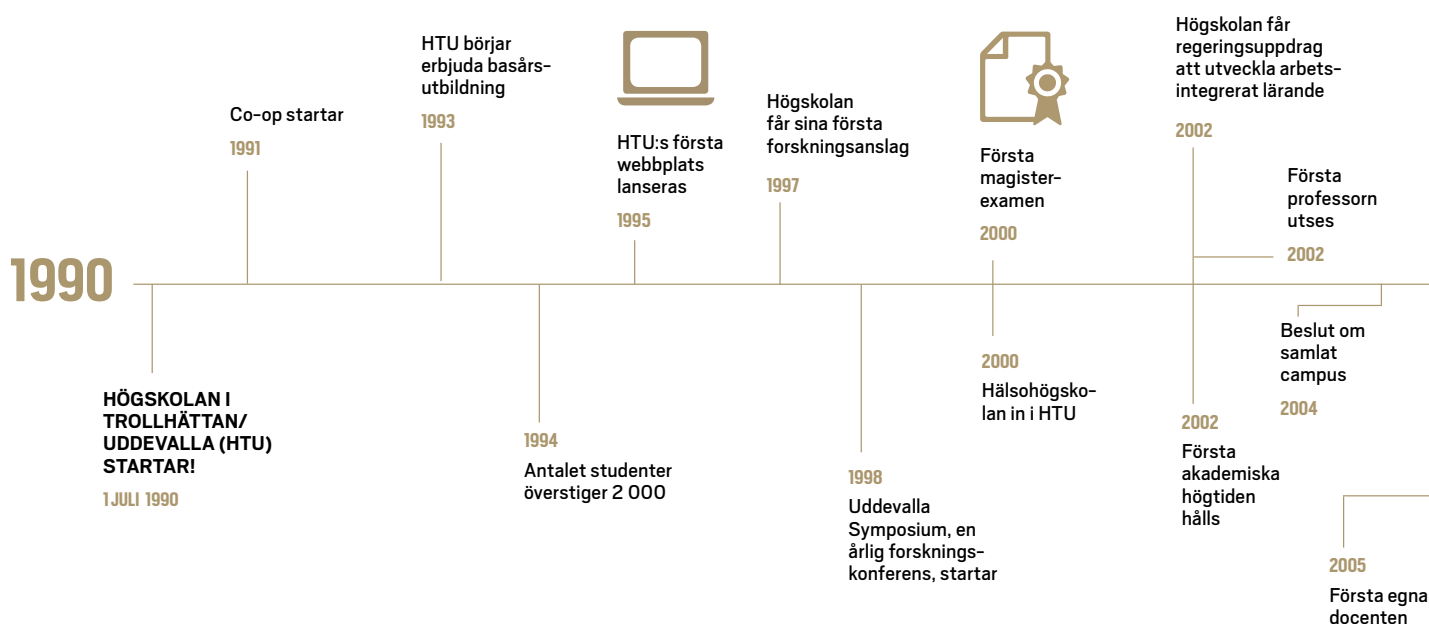 1990
HÖGSKOLAN I
TROLLHÄTTAN/
UDDEVALLA (HTU)
STARTAR!
1 JULI 1990
Co-op startar
1991
HTU börjar
erbjuda basårs-
utbildning
1993
1994
Antalet studenter
överstiger 2 000
HTU:s första
webbplats
lanseras
1995
Högskolan
får sina första
forskningsanslag
1997
1998
Uddevalla
Symposium, en
årlig forsknings-
konferens, startar
Första
magister-
examen
2000
2000
Hälsohögsko-
lan in i HTU
Högskolan får
regeringsuppdrag
att utveckla arbets-
integrerat lärande
2002
Första
professorn
utses
2002
2002
Första
akademiska
högtiden
hålls
Beslut om
samlat
campus
2004
2005
Första egna
docenten